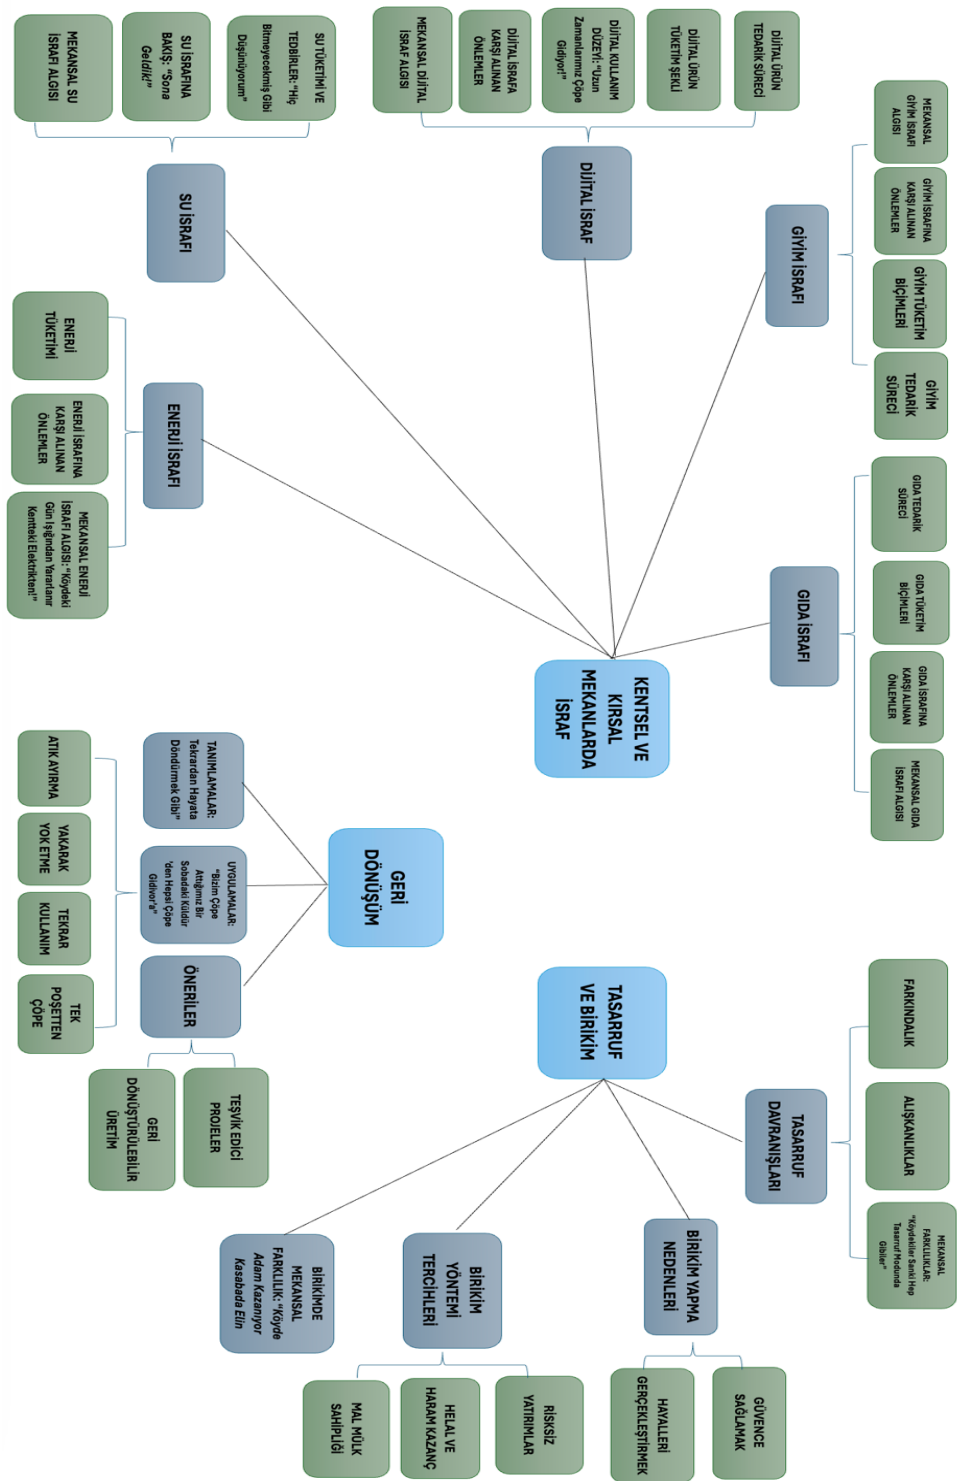 MEKANSAL
GİYİM İSRAFI
ALGISI
GİYİM İSRAFINA
KARŞI ALINAN
ÖNLEMLER
GİYİM TÜKETİM
BİÇİMLERİ
GİYİM
TEDARİK
SÜRECİ
GIDA TEDARİK
SÜRECİ
GIDA TÜKETİM
BİÇİMLERİ
GIDA İSRAFINA
KARŞI ALINAN
ÖNLEMLER
MEKANSAL GIDA
İSRAFI ALGISI
FARKINDALIK
ALIŞKANLIKLAR
MEKANSAL
FARKLILIKLAR:
"Köydekiler Sanki Hep
Tasarruf Modunda
Gibiler"
GİYİM İSRAFI
GIDA İSRAFI
TASARRUF
DAVRANIŞLARI
DİJİTAL ÜRÜN
TEDARİK SÜRECİ
DİJİTAL ÜRÜN
TÜKETİM ŞEKLİ
DİJİTAL KULLANIM
DÜZEYİ: "Uzun
Zamanlarımız Çöpe
Gidiyor!"
DİJİTAL İSRAFA
KARŞI ALINAN
ÖNLEMLER
MEKANSAL DİJİTAL
İSRAF ALGISI
DİJİTAL İSRAF
KENTSEL VE
KIRSAL
MEKANLARDA
İSRAF
TASARRUF
VE BİRİKİM
BİRİKİM YAPMA
NEDENLERİ
GÜVENCE
SAĞLAMAK
HAYALLERİ
GERÇEKLEŞTİRMEK
BİRİKİM
YÖNTEMİ
TERCİHLERİ
RİSKSİZ
YATIRIMLAR
HELAL VE
HARAM KAZANÇ
MAL MÜLK
SAHİPLİĞİ
BİRİKİMDE
MEKANSAL
FARKLILIK: "Köyde
Adam Kazanıyor
Kasabada Elin
SU TÜKETİMİ VE
TEDBİRLER: "Hiç
Bitmeyecekmiş Gibi
Düşünüyorum"
SU İSRAFINA
BAKIŞ: "Sona
Geldik!"
MEKANSAL SU
İSRAFI ALGISI
SU İSRAFI
ENERJİ İSRAFI
ENERJİ
TÜKETİMİ
ENERJİ İSRAFINA
KARŞI ALINAN
ÖNLEMLER
MEKANSAL ENERJİ
İSRAFI ALGISI: "Köydeki
Gün Işığından Yararlanır
Kentteki Elektrikten!"
GERİ
DÖNÜŞÜM
TANIMLAMALAR:
Tekrardan Hayata
Döndürmek Gibi"
UYGULAMALAR:
"Bizim Çöpe
Attığımız Bir
Sobadaki Küldür
'den Hepsi Çöpe
Gidiyor'a"
ÖNERİLER
TEŞVİK EDİCİ
PROJELER
GERİ
DÖNÜŞTÜRÜLEBİLİR
ÜRETİM
ATIK AYIRMA
YAKARAK
YOK ETME
TEKRAR
KULLANIM
TEK
POŞETTEN
ÇÖPE